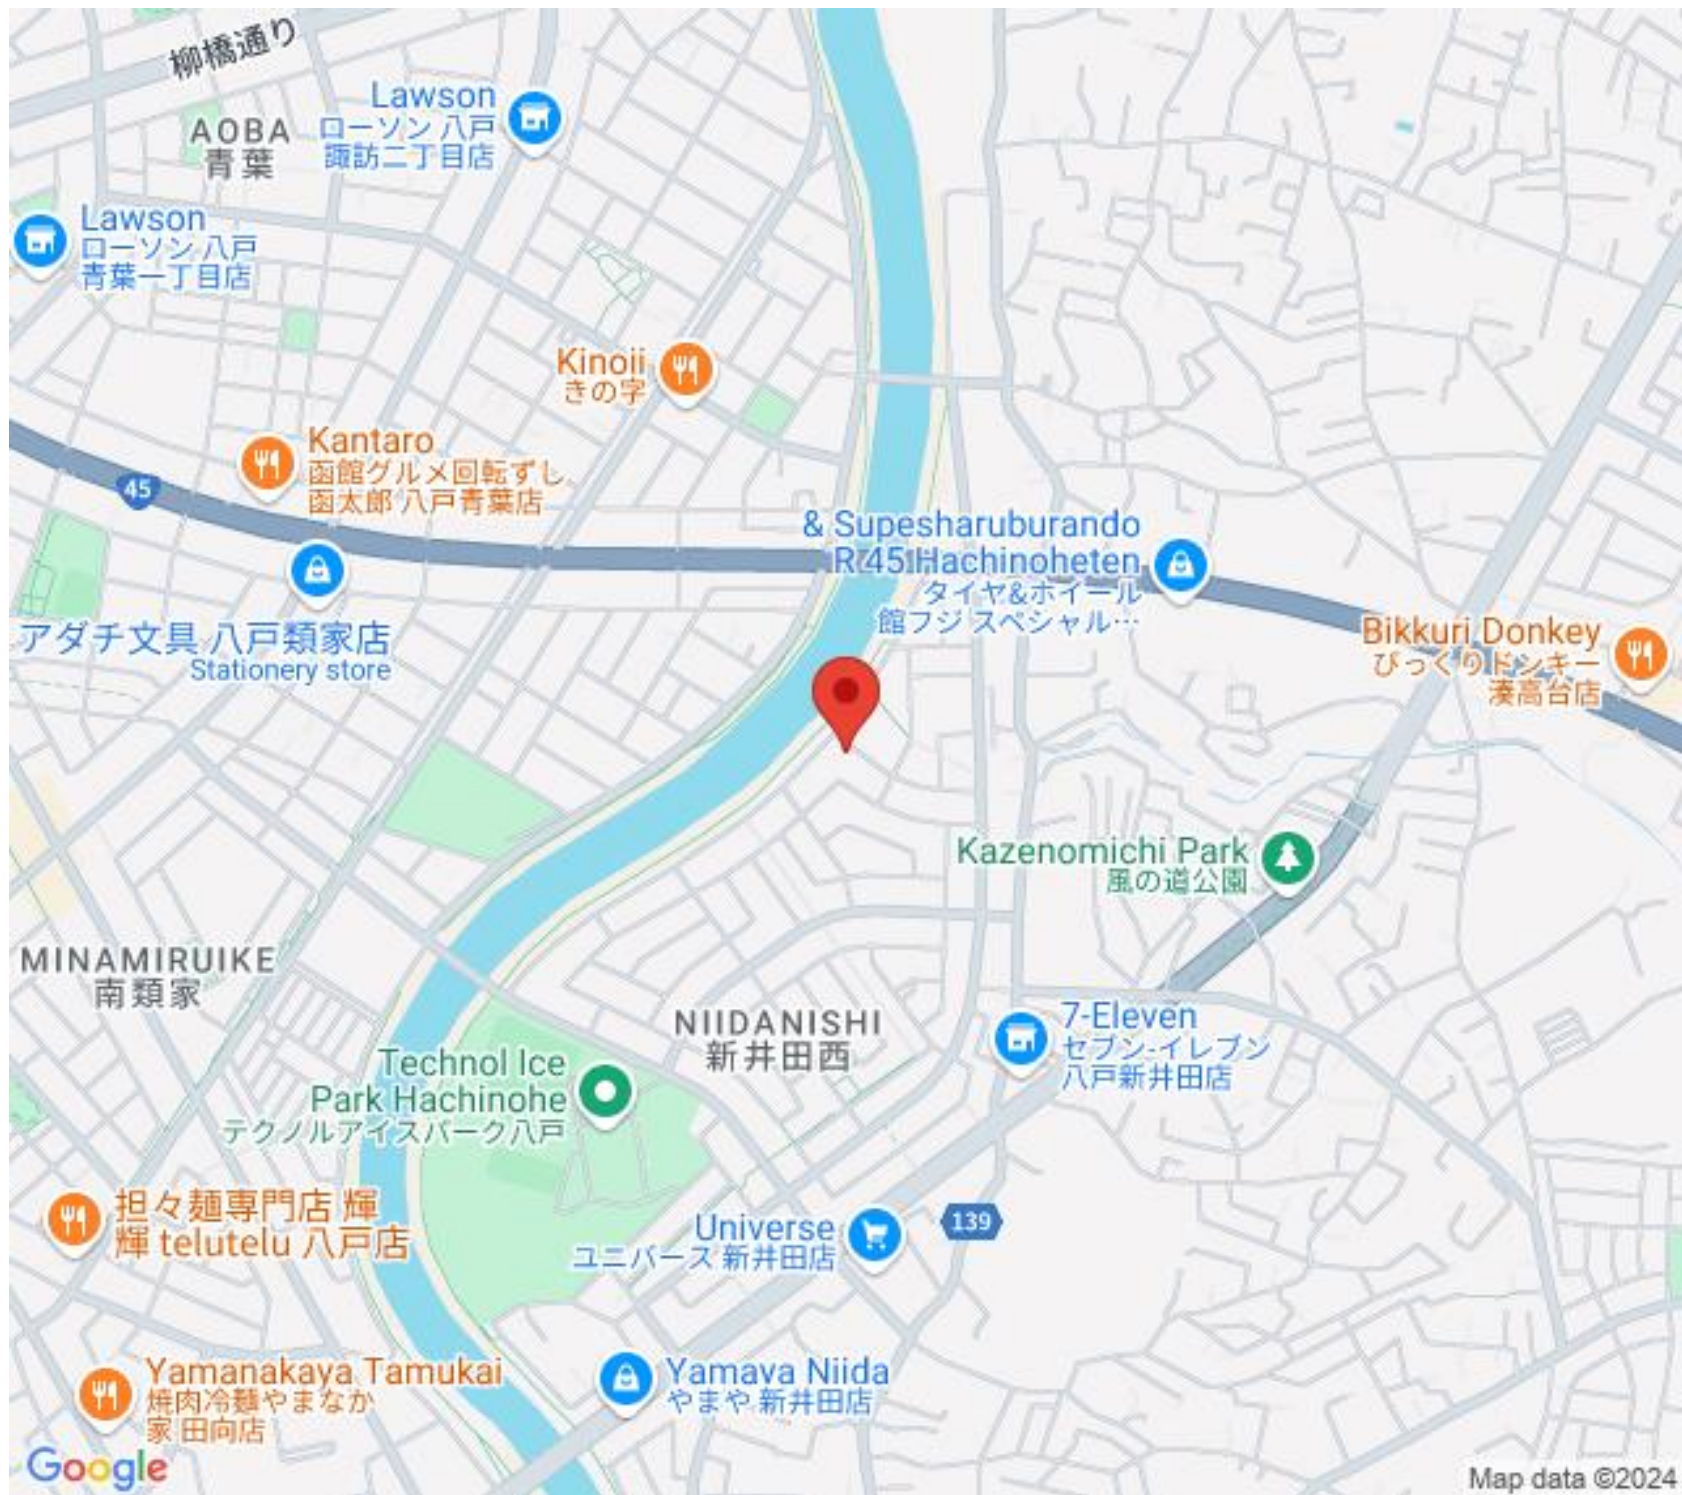 柳橋通り
Lawson
ローソン 八戸
諏訪二丁目店
AOBA
青葉
Lawson
ローソン 八戸
青葉一丁目店
Kinoji
きの字
Kantaro
函館グルメ回転ずし
函太郎 八戸青葉店
45
& Supesharuburando
R 45 Hachinoheten
タイヤ&ホイール
館フジ スペシャル…
アダチ文具 八戸類家店
Stationery store
Bikkuri Donkey
びっくりドンキー
湊高台店
Kazenomichi Park
風の道公園
MINAMIRUIKE
南類家
NIIDANISHI
新井田西
7-Eleven
セブン-イレブン
八戸新井田店
Technol Ice
Park Hachinohe
テクノルアイスパーク八戸
担々麺専門店 輝
輝 telutelu 八戸店
Universe
ユニバース 新井田店
139
Yamanakaya Tamukai
焼肉冷麺やまなか
家 田向店
Yamaya Niida
やまや 新井田店
Google
Map data ©2024